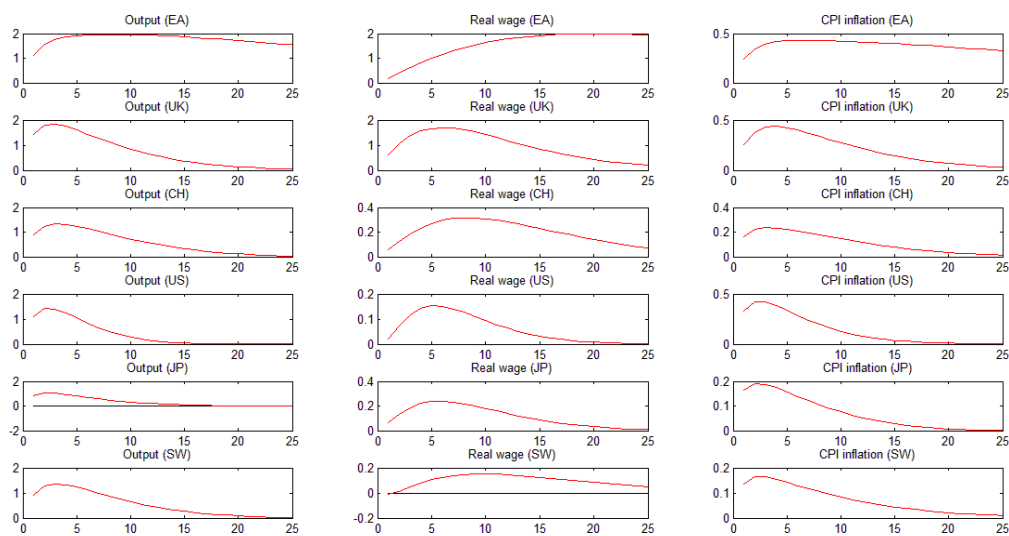 Output (EA) Real wage (EA) CPI inflation (EA)
2 2 0.5
1 1
0 0 0
0 5 10 15 20 25 0 5 10 15 20 25 0 5 10 15 20 25
Output (UK) Real wage (UK) CPI inflation (UK)
2 2 0.5
1 1
0 0 0
0 5 10 15 20 25 0 5 10 15 20 25 0 5 10 15 20 25
Output (CH) Real wage (CH) CPI inflation (CH)
2 0.4 0.4
1 0.2 0.2
0 0 0
0 5 10 15 20 25 0 5 10 15 20 25 0 5 10 15 20 25
Output (US) Real wage (US) CPI inflation (US)
2 0.2 0.5
1 0.1
0 0 0
0 5 10 15 20 25 0 5 10 15 20 25 0 5 10 15 20 25
Output (JP) Real wage (JP) CPI inflation (JP)
2 0.4 0.2
0 0.2 0.1
-2 0 0
0 5 10 15 20 25 0 5 10 15 20 25 0 5 10 15 20 25
Output (SW) Real wage (SW) CPI inflation (SW)
2 0.2 0.2
1 0 0.1
0 -0.2 0
0 5 10 15 20 25 0 5 10 15 20 25 0 5 10 15 20 25